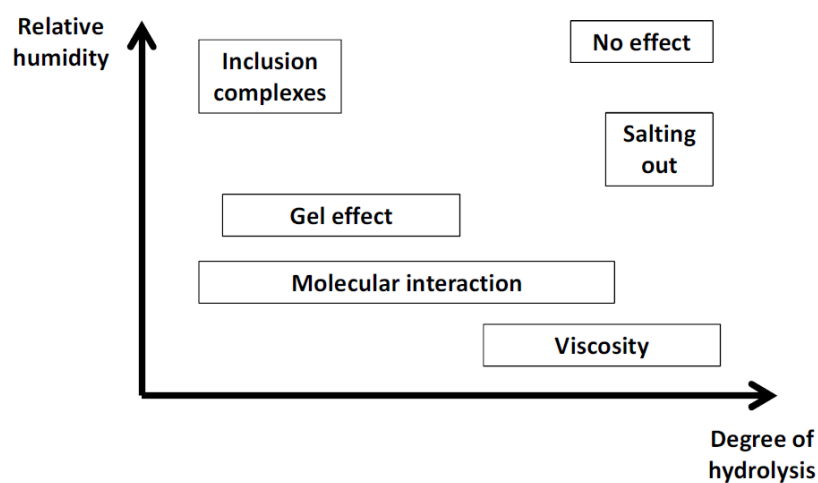 Relative
humidity
Inclusion
complexes
No effect
Salting
out
Gel effect
Molecular interaction
Viscosity
Degree of
hydrolysis